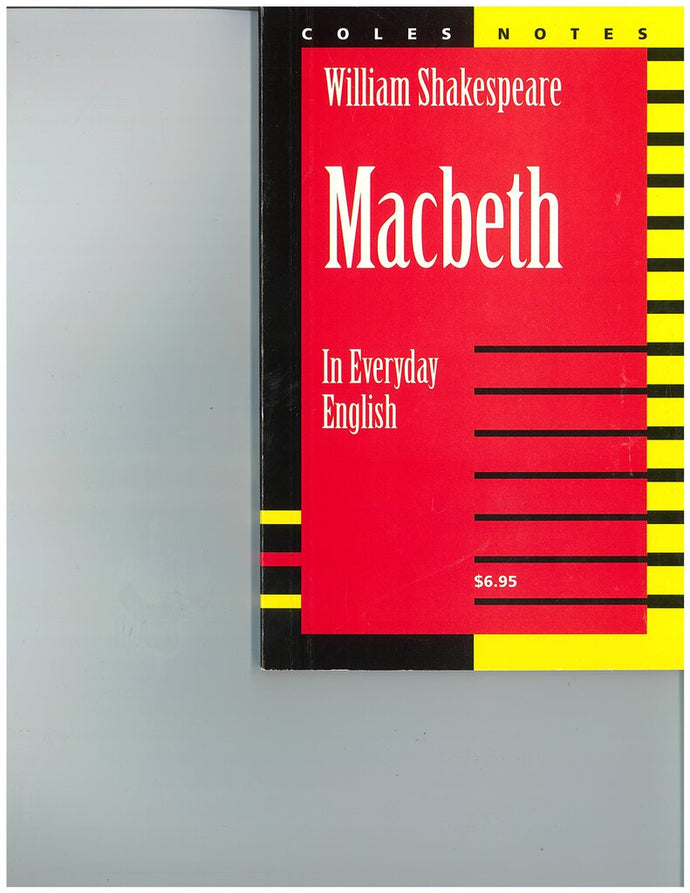 COLES NOTES
William Shakespeare
Macbeth
In Everyday
English
$6.95